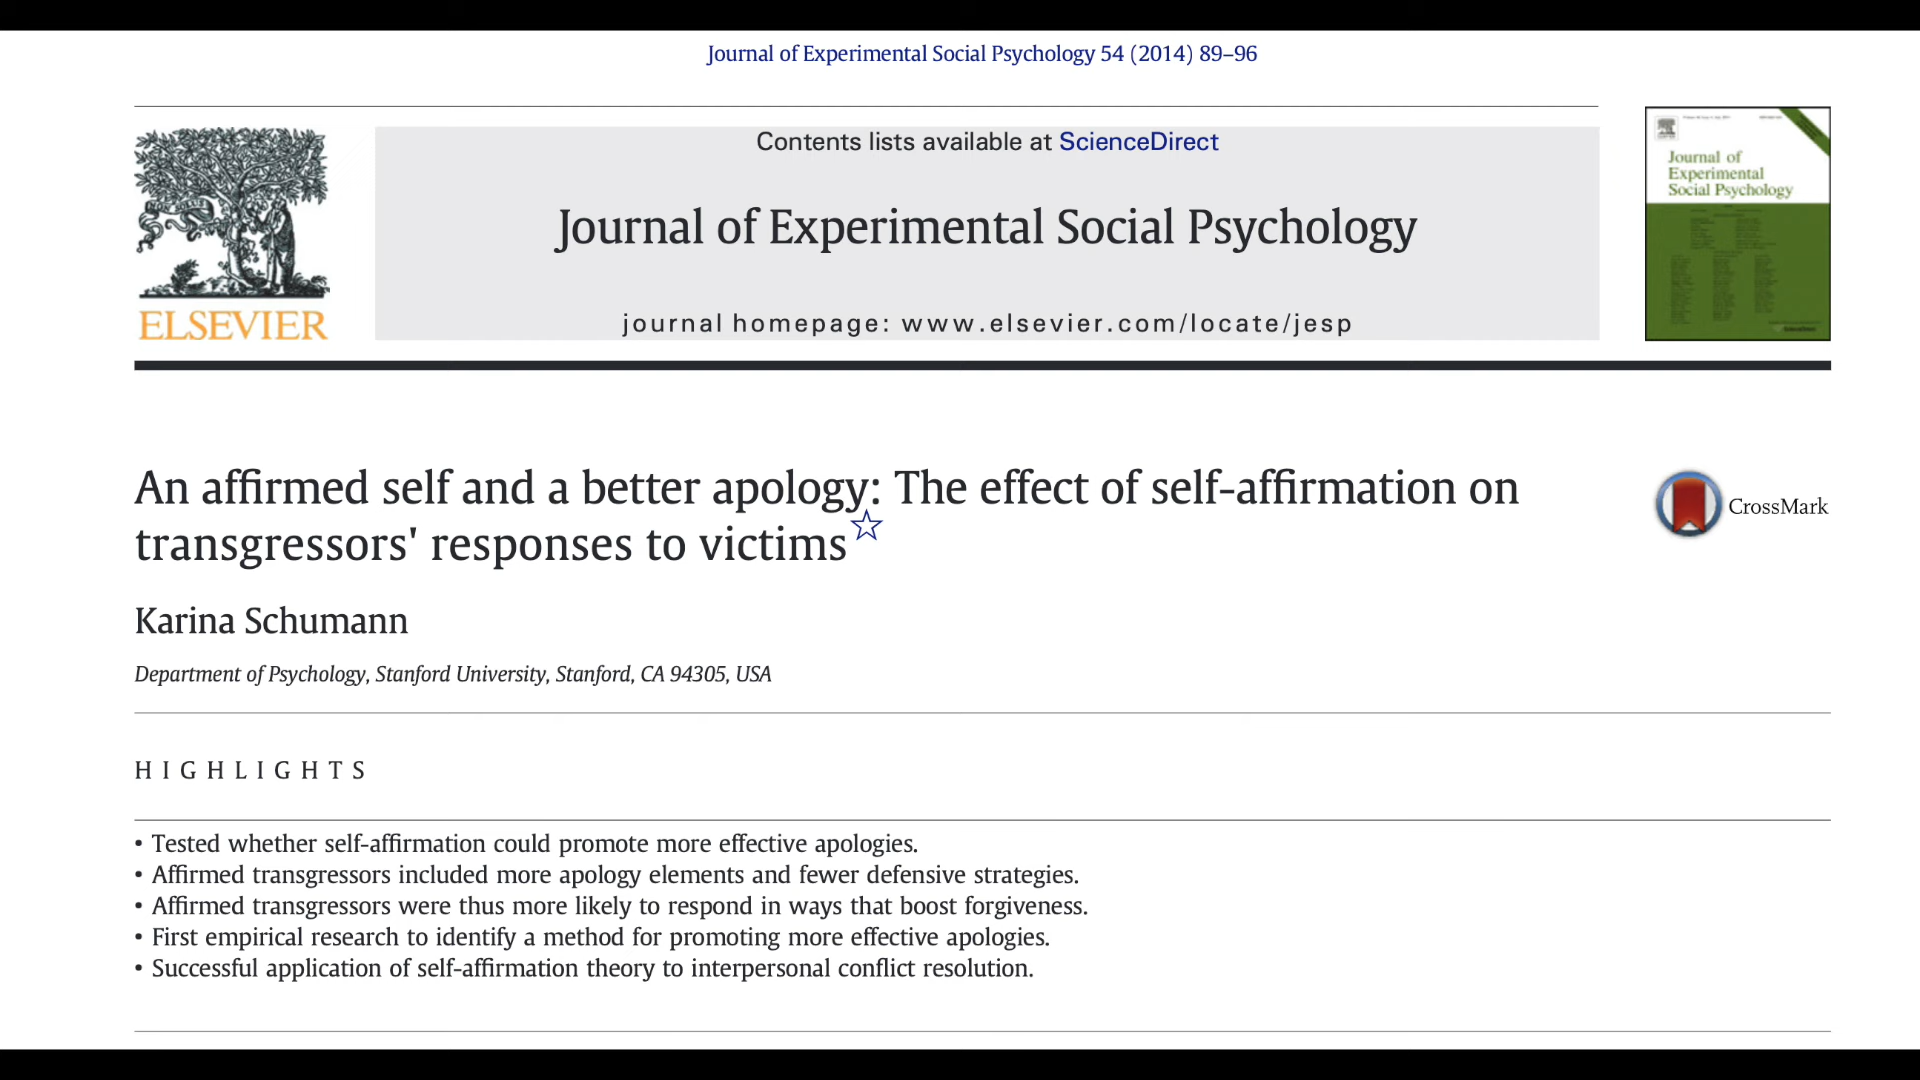 Journal of Experimental Social Psychology 54 (2014) 89–96
Contents lists available at ScienceDirect
Journal of Experimental Social Psychology
journal homepage: www.elsevier.com/locate/jesp
ELSEVIER
Journal of
Experimental
Social Psychology
An affirmed self and a better apology: The effect of self-affirmation on
transgressors' responses to victims☆
CrossMark
Karina Schumann
Department of Psychology, Stanford University, Stanford, CA 94305, USA
HIGHLIGHTS
• Tested whether self-affirmation could promote more effective apologies.
• Affirmed transgressors included more apology elements and fewer defensive strategies.
• Affirmed transgressors were thus more likely to respond in ways that boost forgiveness.
• First empirical research to identify a method for promoting more effective apologies.
• Successful application of self-affirmation theory to interpersonal conflict resolution.